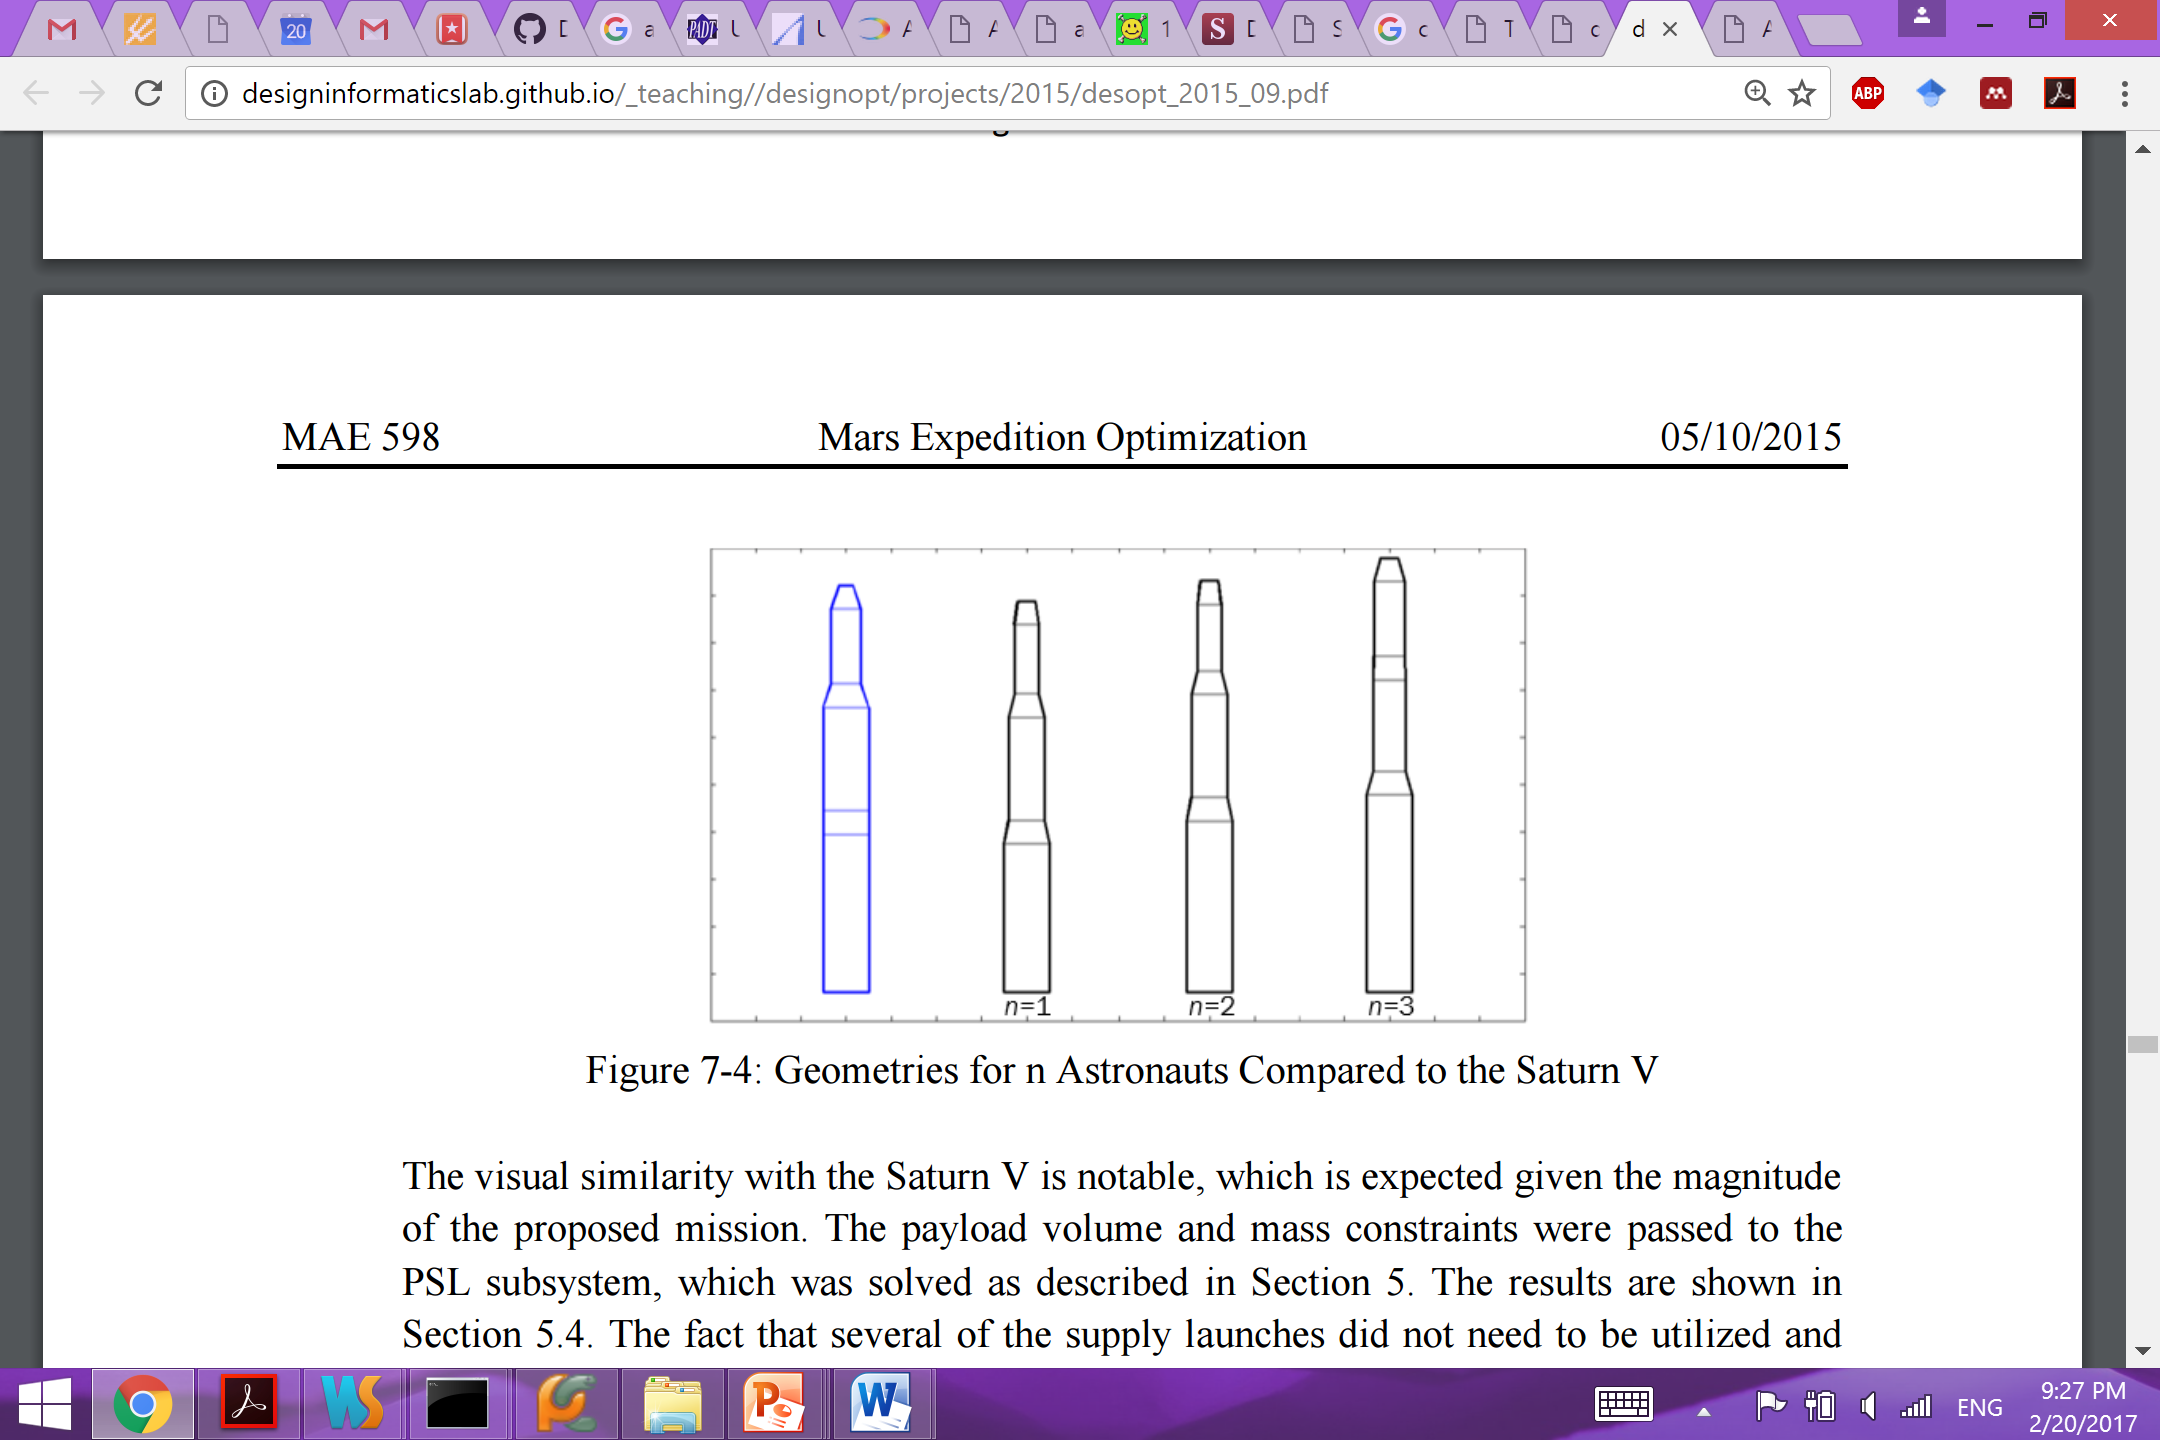 20
[
a
PADT
(
(
A
A
a
1
S
[
S
G
c
T
c
d
A
designinformaticslab.github.io/_teaching//designopt/projects/2015/desopt_2015_09.pdf
ABP
MAE 598 Mars Expedition Optimization 05/10/2015
n=1 n=2 n=3
Figure 7-4: Geometries for n Astronauts Compared to the Saturn V
The visual similarity with the Saturn V is notable, which is expected given the magnitude
of the proposed mission. The payload volume and mass constraints were passed to the
PSL subsystem, which was solved as described in Section 5. The results are shown in
Section 5.4. The fact that several of the supply launches did not need to be utilized and
ENG
9:27 PM
2/20/2017